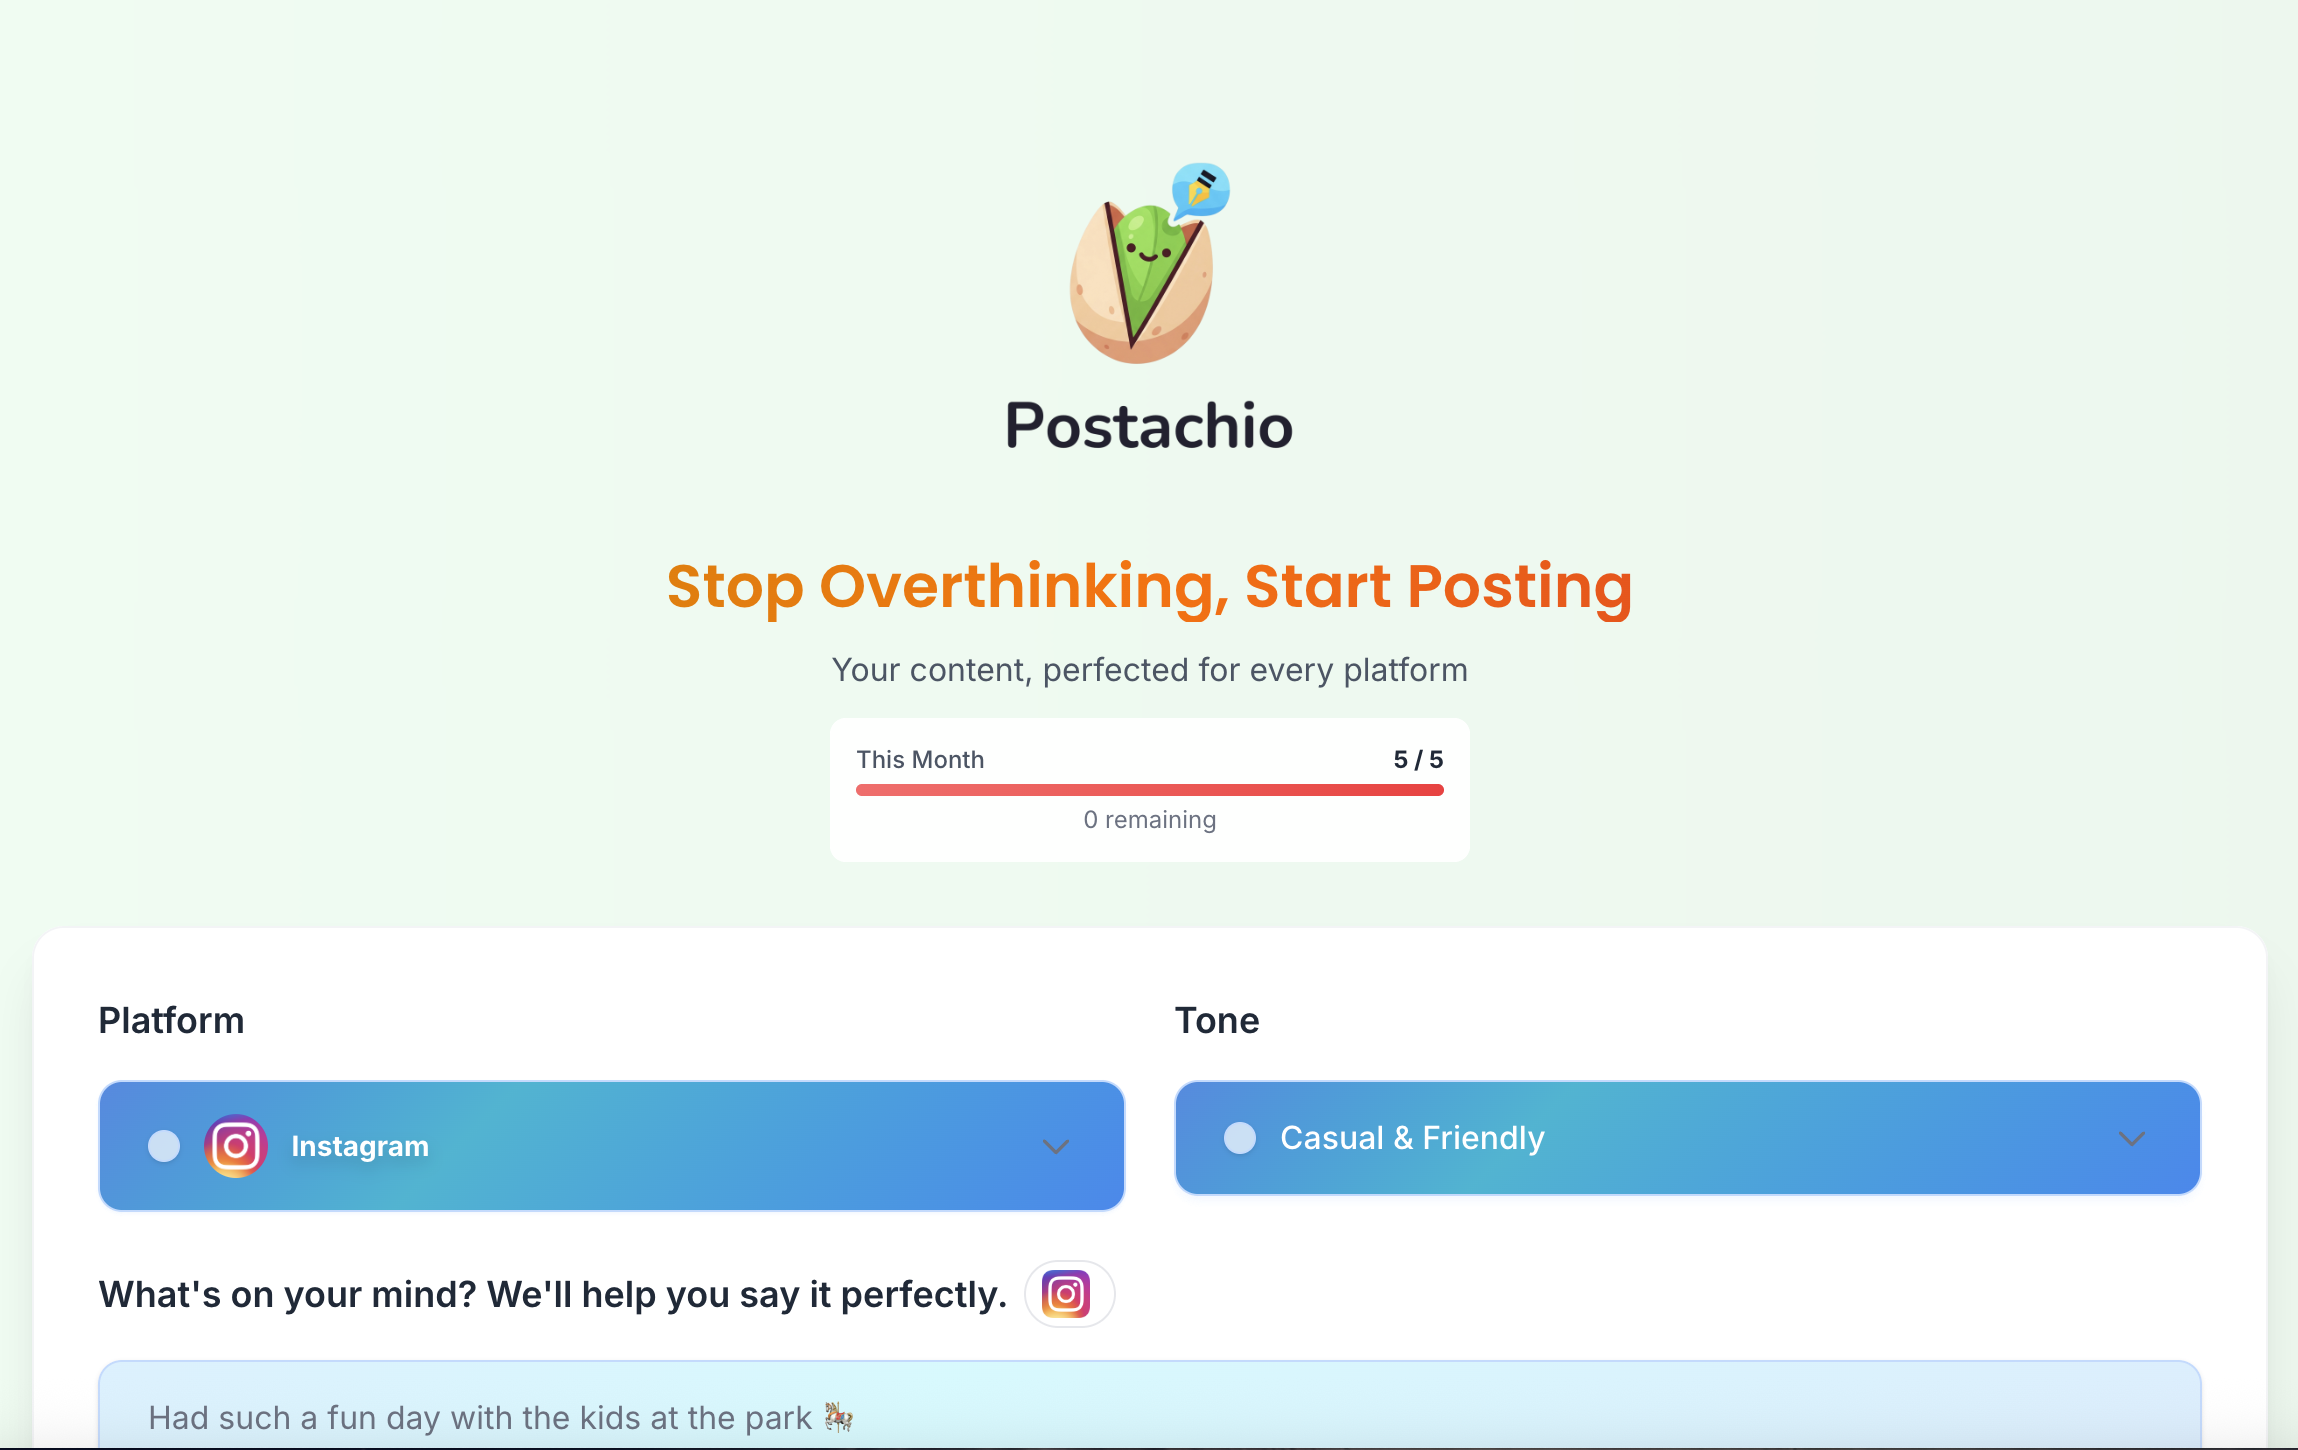 Postachio
Stop Overthinking, Start Posting
Your content, perfected for every platform
This Month 5 / 5
0 remaining
Platform
Instagram
Tone
Casual & Friendly
What's on your mind? We'll help you say it perfectly.
Had such a fun day with the kids at the park 🎠